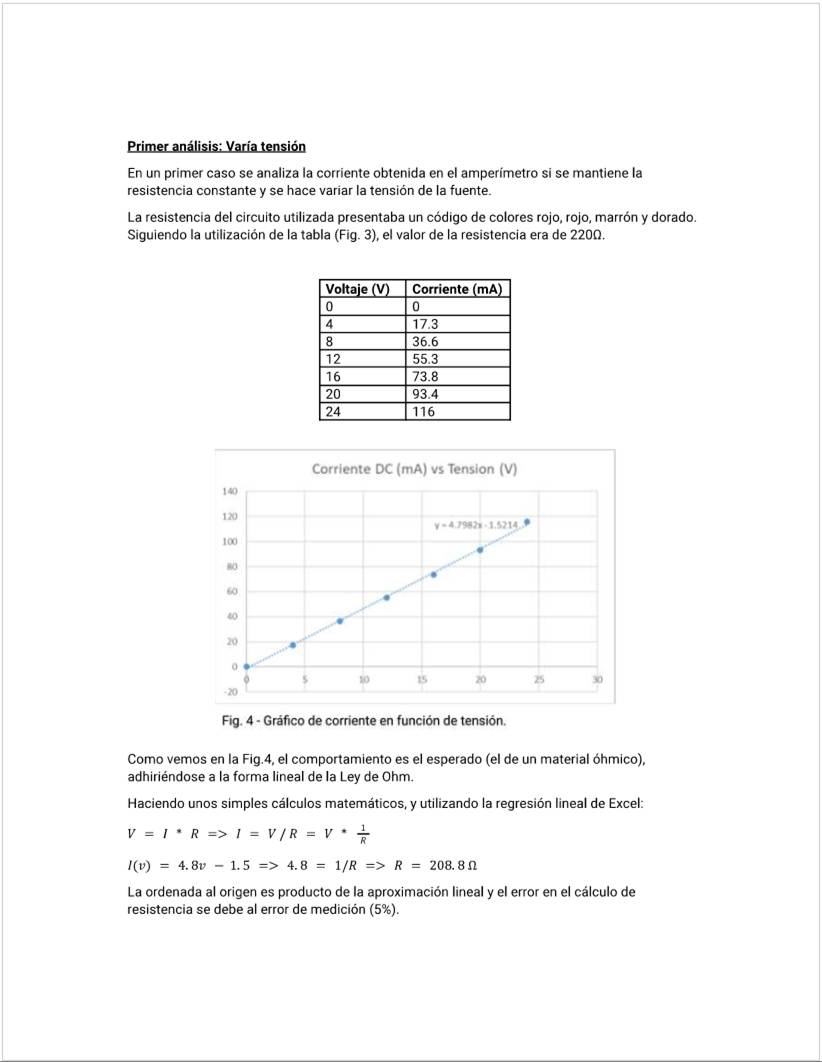 Primer análisis: Varía tensión
En un primer caso se analiza la corriente obtenida en el amperímetro si se mantiene la
resistencia constante y se hace variar la tensión de la fuente.
La resistencia del circuito utilizada presentaba un código de colores rojo, rojo, marrón y dorado.
Siguiendo la utilización de la tabla (Fig. 3), el valor de la resistencia era de 220Ω.
Voltaje (V) Corriente (mA)
0 0
4 17.3
8 36.6
12 55.3
16 73.8
20 93.4
24 116
Corriente DC (mA) vs Tension (V)
140
120
y = 4.7982x - 1.5214
100
80
60
40
20
0
0 5 10 15 20 25 30
-20
Fig. 4 - Gráfico de corriente en función de tensión.
Como vemos en la Fig.4, el comportamiento es el esperado (el de un material óhmico),
adhiriéndose a la forma lineal de la Ley de Ohm.
Haciendo unos simples cálculos matemáticos, y utilizando la regresión lineal de Excel:
V = I * R => I = V / R = V * 1/R
I(v) = 4.8v − 1.5 => 4.8 = 1/R => R = 208.8 Ω
La ordenada al origen es producto de la aproximación lineal y el error en el cálculo de
resistencia se debe al error de medición (5%).